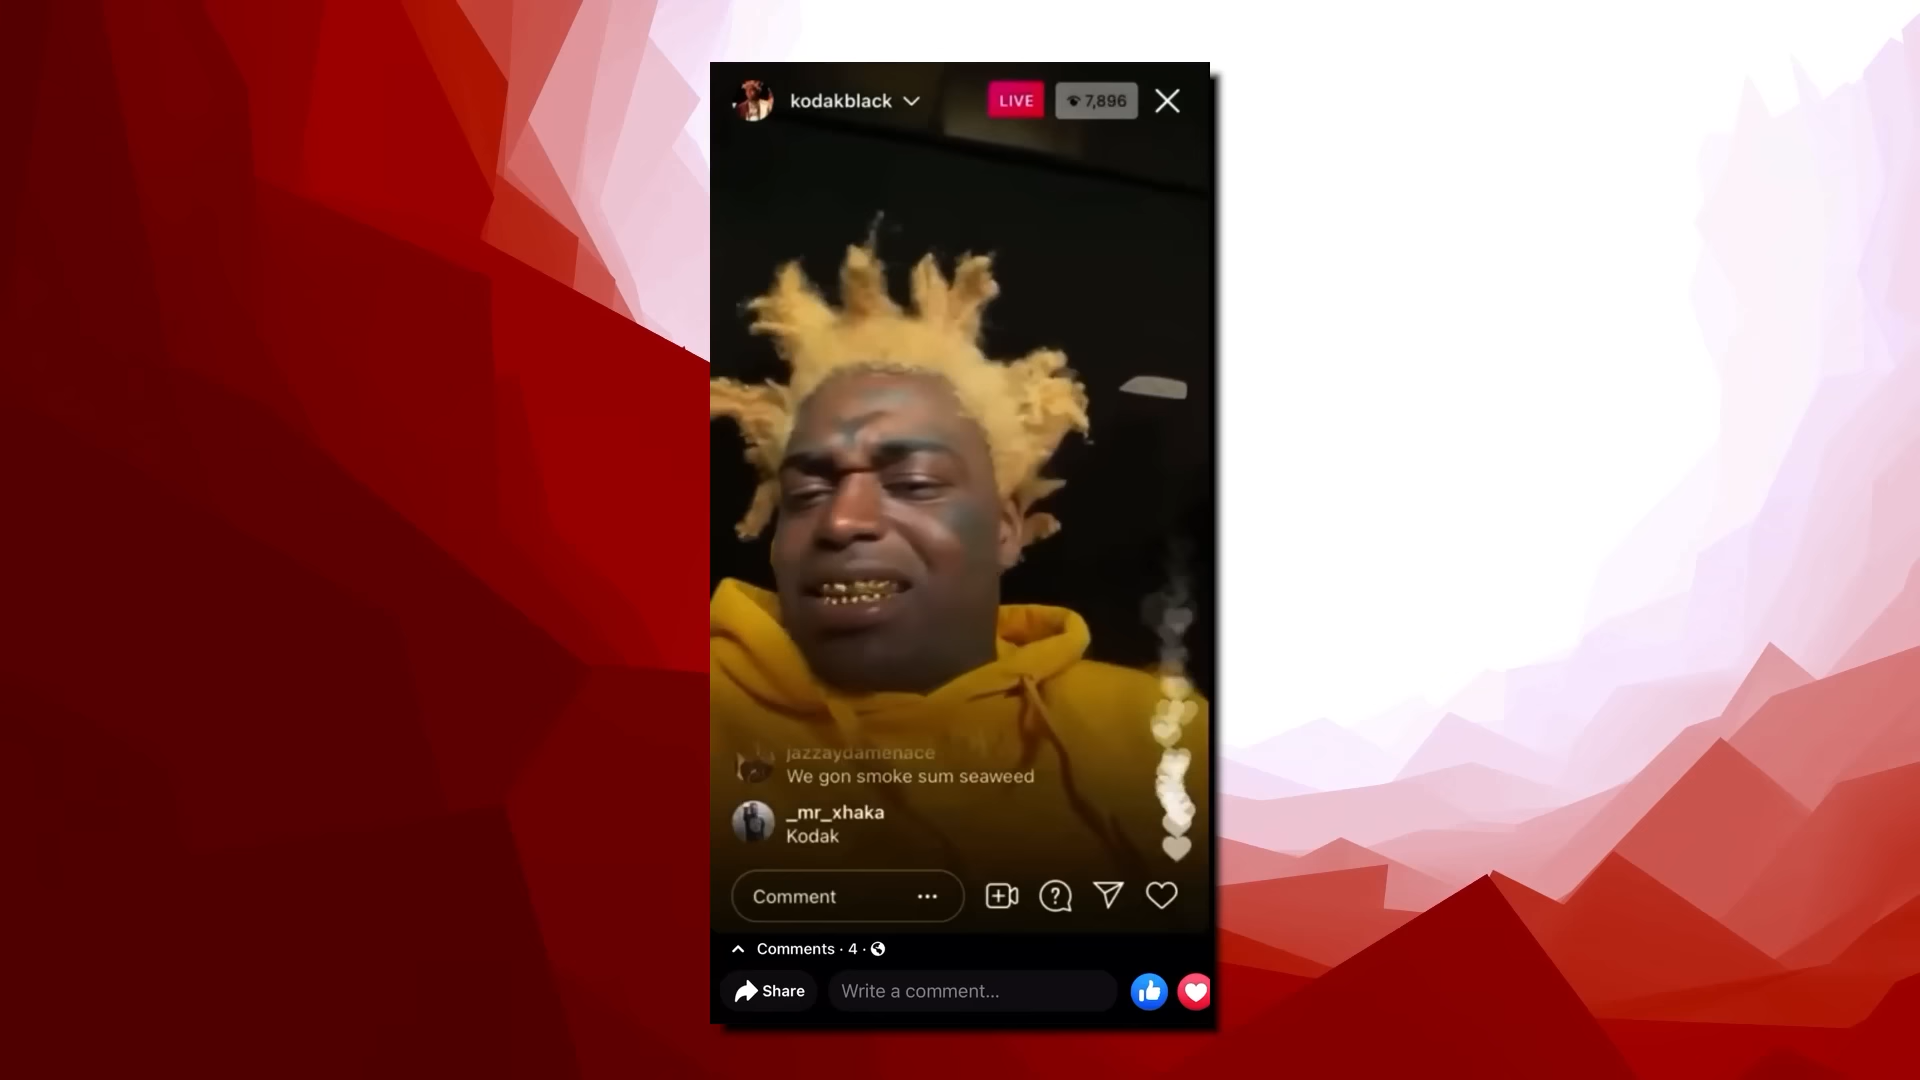 kodakblack
LIVE
7,896
jazzaydamenace
We gon smoke sum seaweed
_mr_xhaka
Kodak
Comment
Comments · 4 ·
Share
Write a comment...